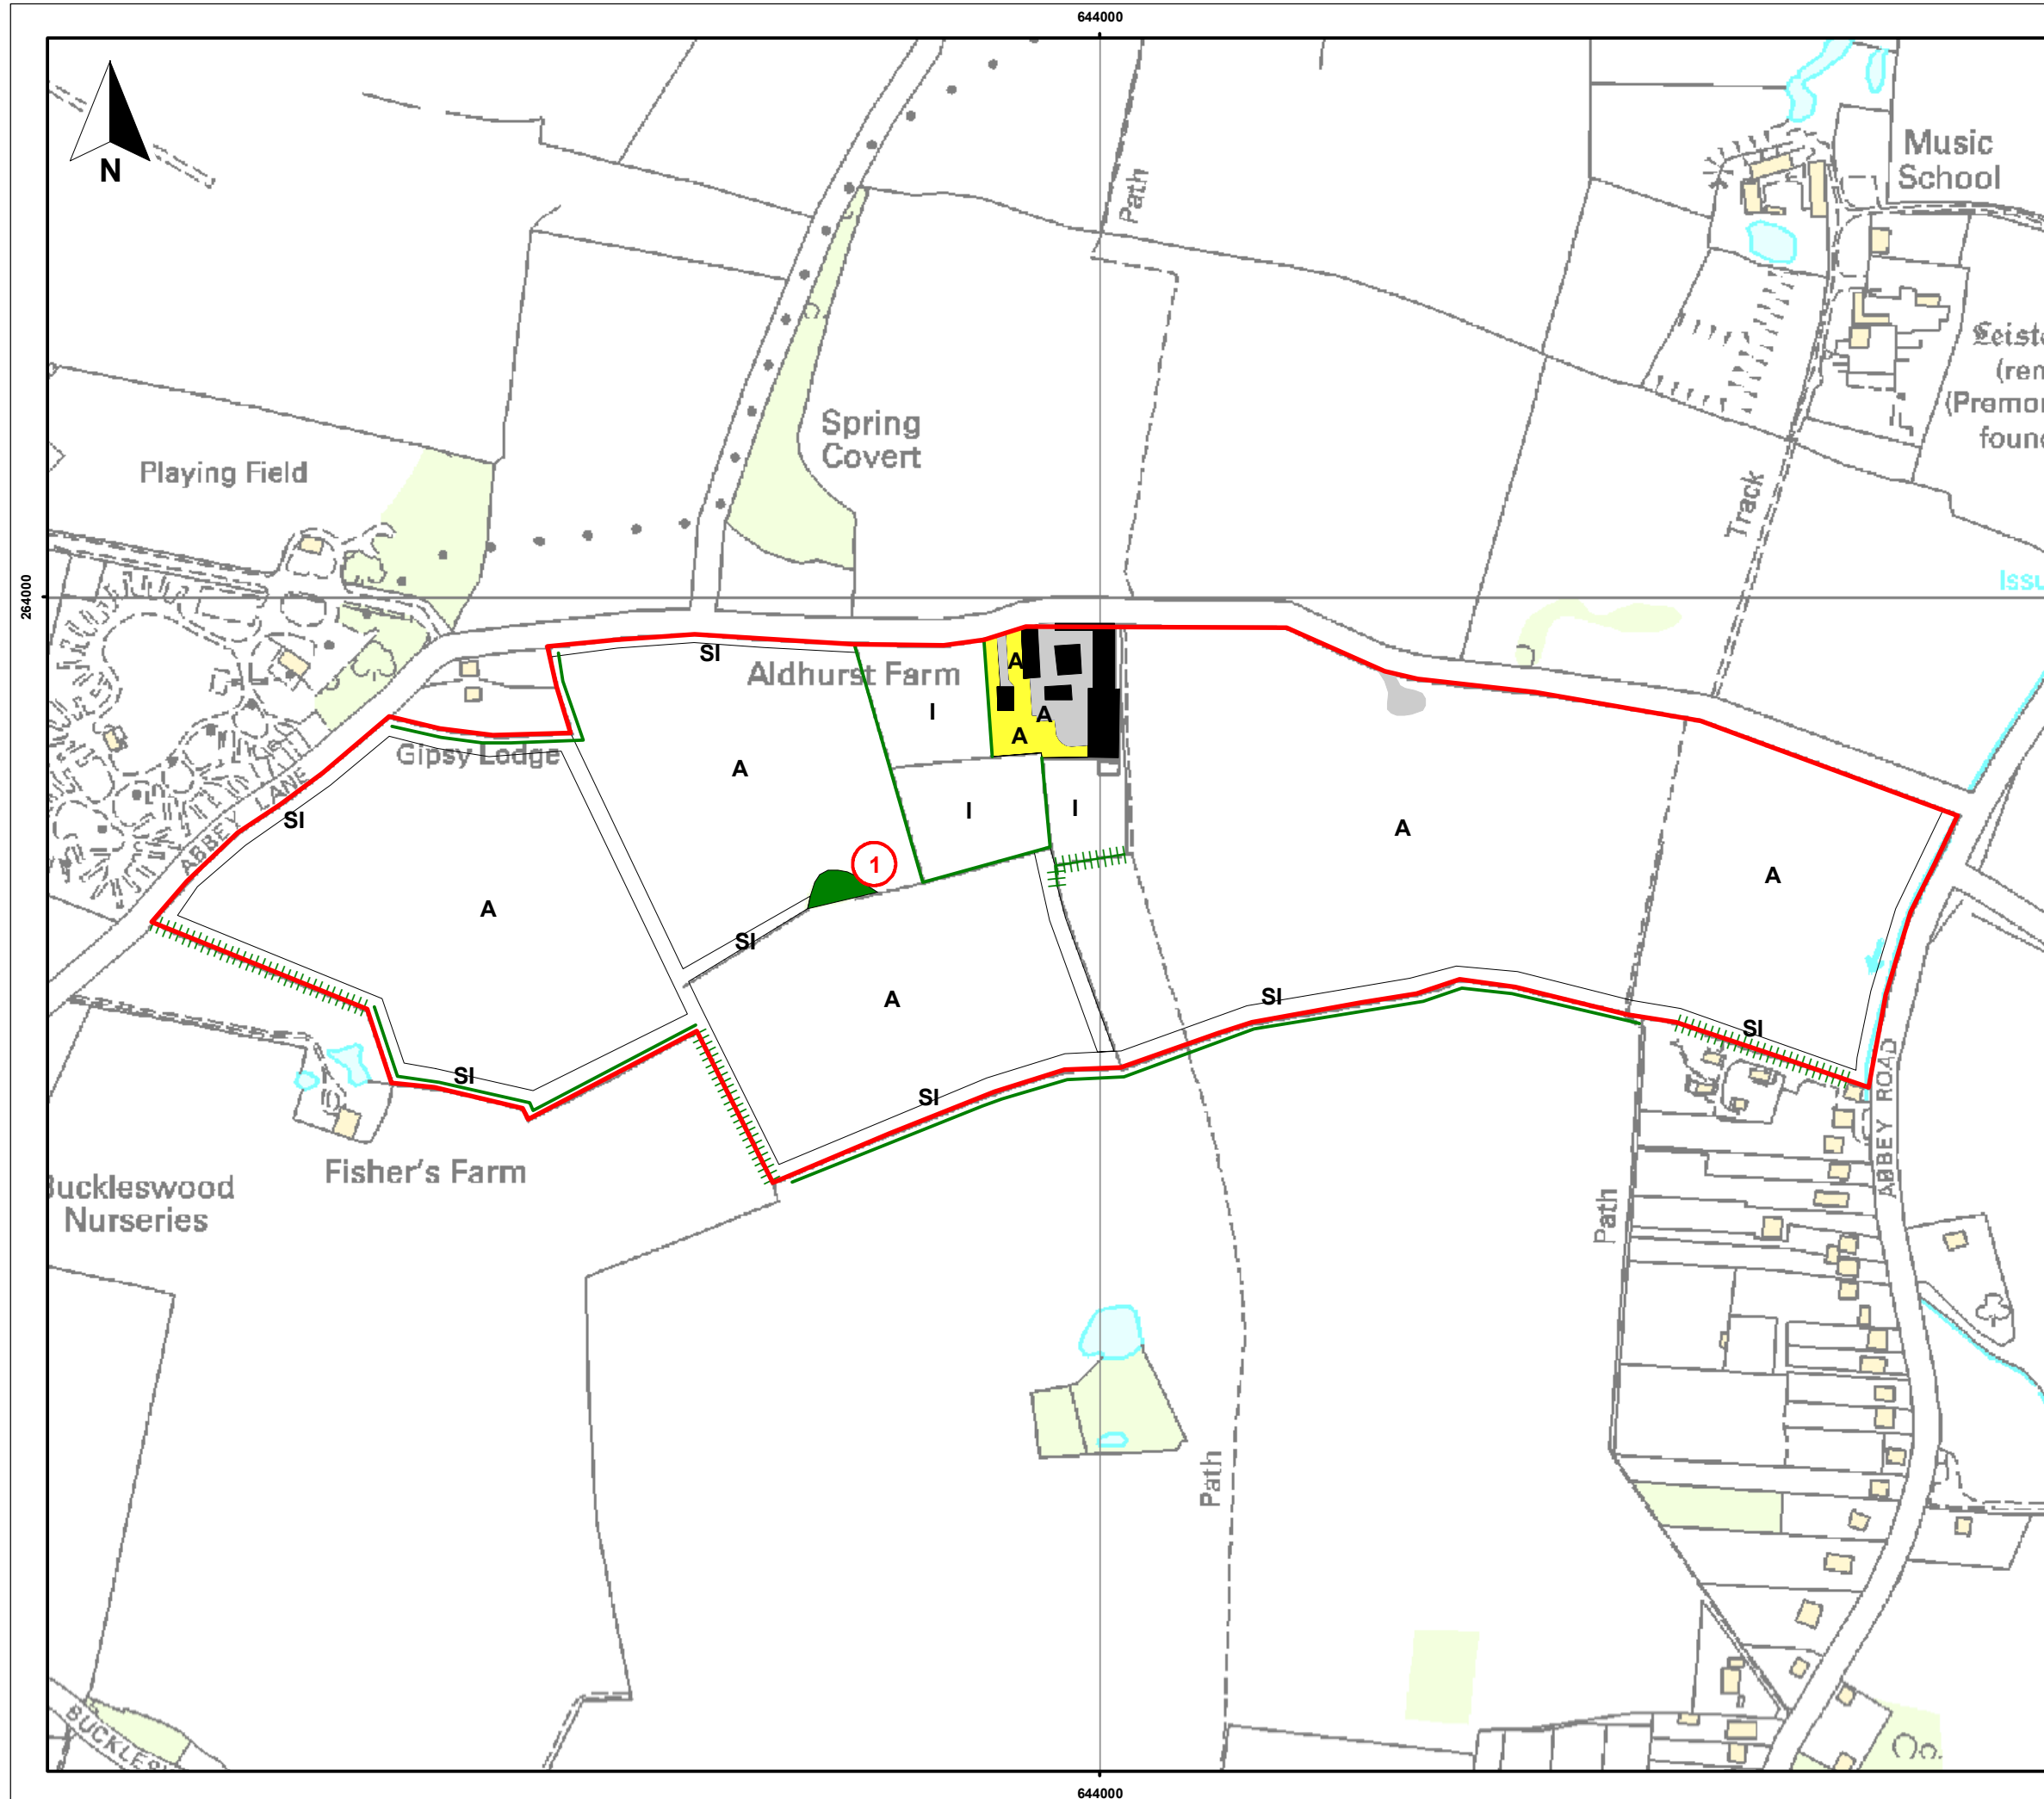 644000
N
Music
School
Path
Spring
Covert
Playing Field
(Premon
Track
264000
SI
Aldhurst Farm
A
I
A
A
Gipsy Lodge
A
I
I
SI
ABBEY LANE
A
1
A
A
SI
A
SI
SI
SI
SI
ABBEY ROAD
Fisher's Farm
Buckleswood
Nurseries
Path
Path
644000